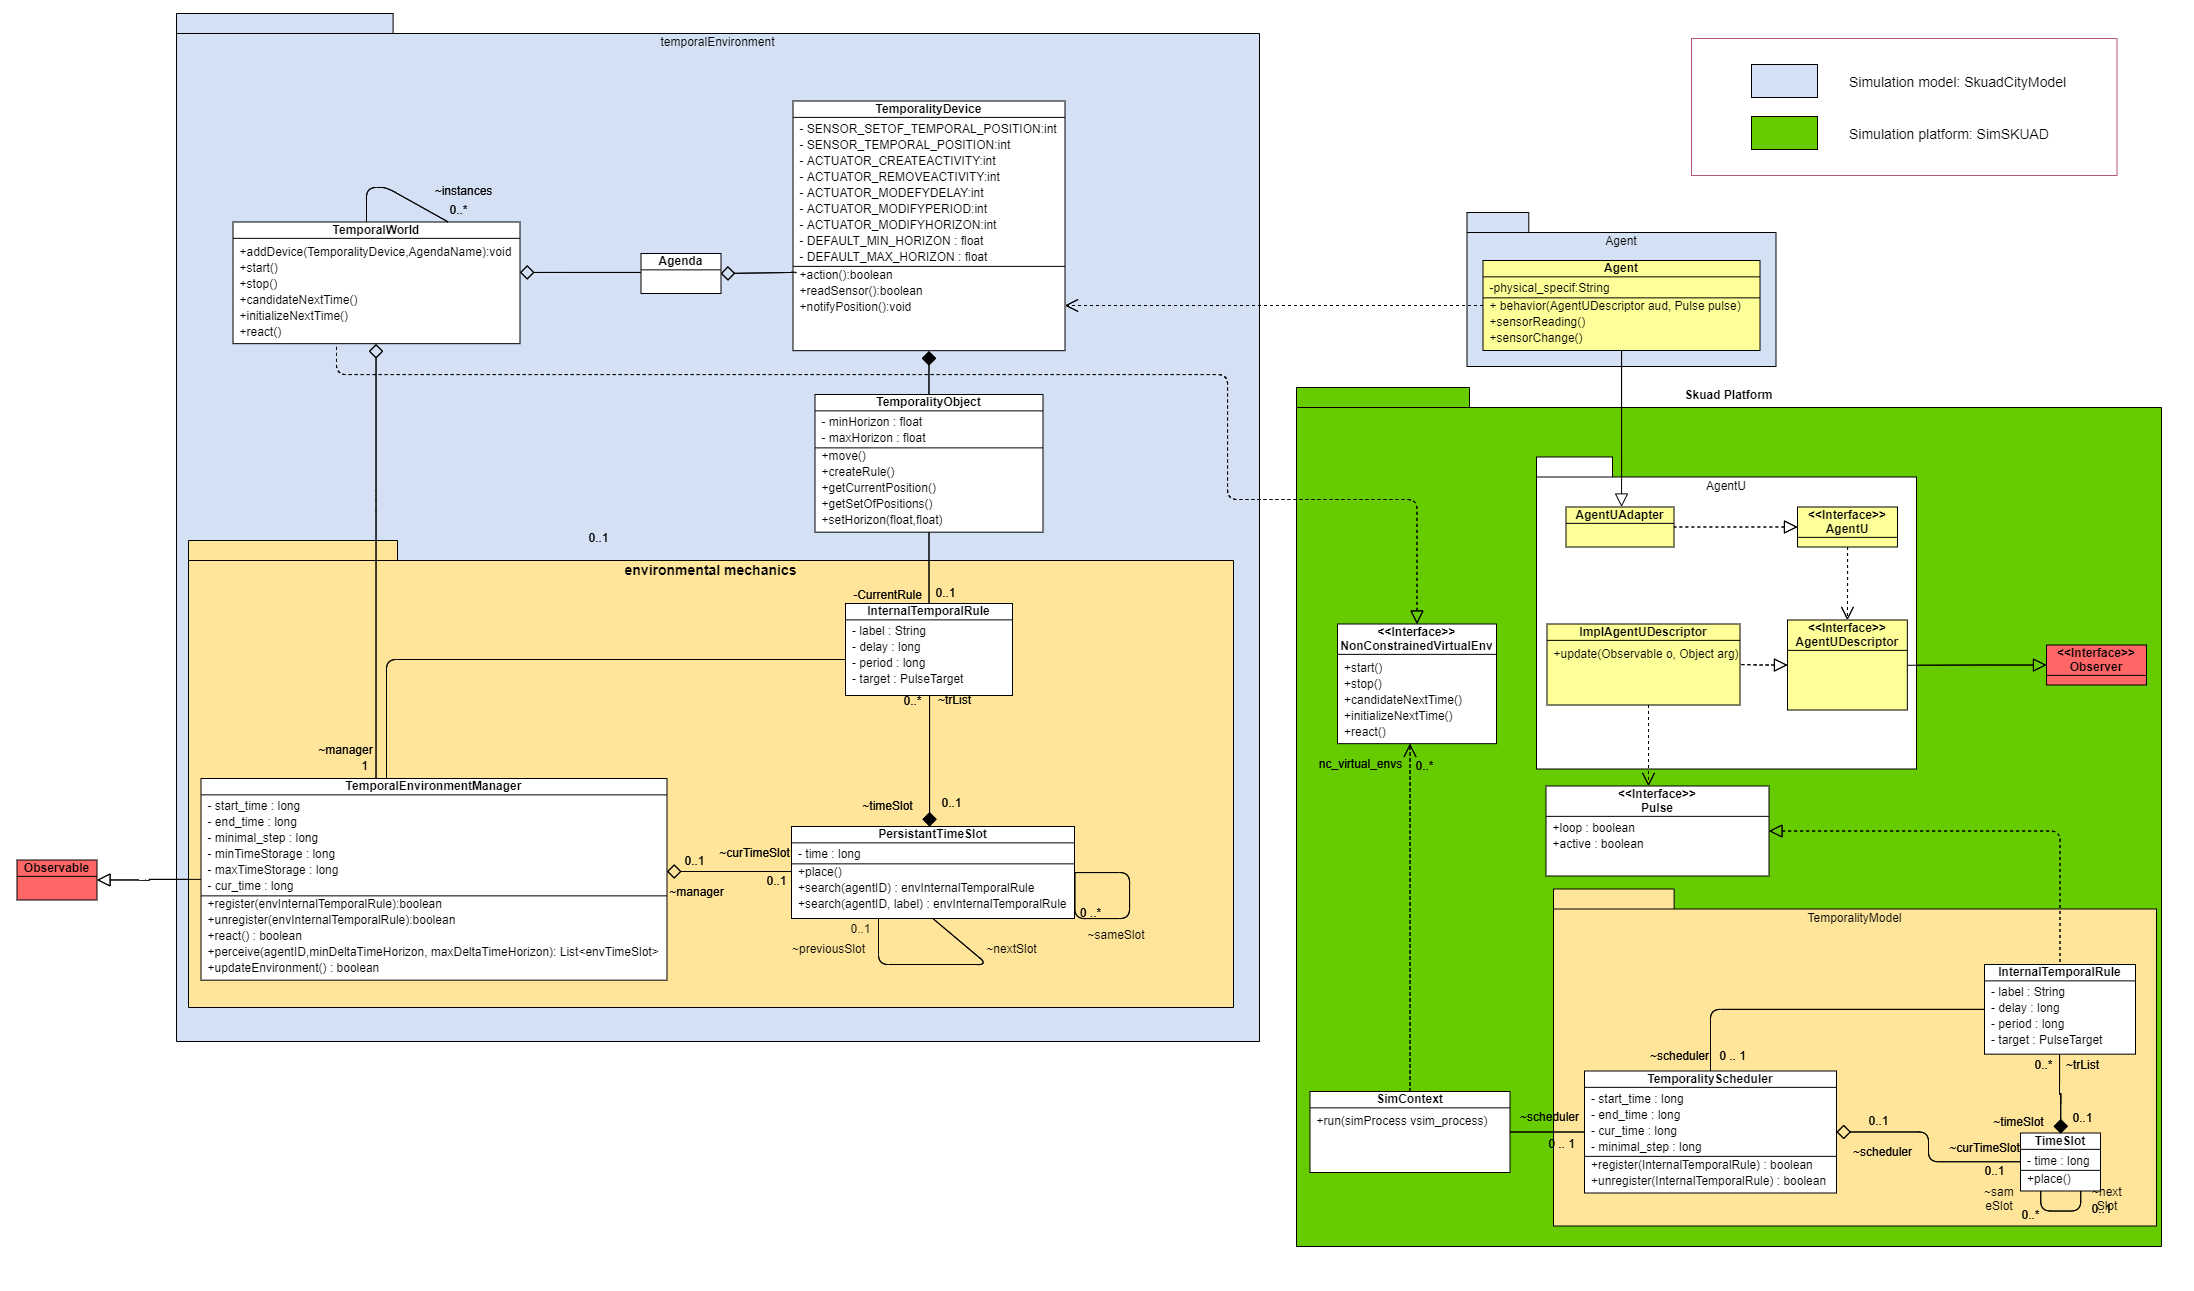 temporalEnvironment
TemporalityDevice
- SENSOR_SETOF_TEMPORAL_POSITION:int
- SENSOR_TEMPORAL_POSITION:int
- ACTUATOR_CREATEACTIVITY:int
- ACTUATOR_REMOVEACTIVITY:int
- ACTUATOR_MODEFYDELAY:int
- ACTUATOR_MODIFYPERIOD:int
- ACTUATOR_MODIFYHORIZON:int
- DEFAULT_MIN_HORIZON : float
- DEFAULT_MAX_HORIZON : float
+action():boolean
+readSensor():boolean
+notifyPosition():void
~instances
0..*
TemporalWorld
+addDevice(TemporalityDevice,AgendaName):void
+start()
+stop()
+candidateNextTime()
+initializeNextTime()
+react()
Agenda
TemporalityObject
- minHorizon : float
- maxHorizon : float
+move()
+createRule()
+getCurrentPosition()
+getSetOfPositions()
+setHorizon(float,float)
0..1
environmental mechanics
-CurrentRule
0..1
InternalTemporalRule
- label : String
- delay : long
- period : long
- target : PulseTarget
0..*
~trList
~manager
1
TemporalEnvironmentManager
- start_time : long
- end_time : long
- minimal_step : long
- minTimeStorage : long
- maxTimeStorage : long
- cur_time : long
+register(envInternalTemporalRule):boolean
+unregister(envInternalTemporalRule):boolean
+react() : boolean
+perceive(agentID,minDeltaTimeHorizon, maxDeltaTimeHorizon): List<envTimeSlot>
+updateEnvironment() : boolean
Observable
~timeSlot
0..1
0..1
~manager
~curTimeSlot
0..1
PersistantTimeSlot
- time : long
+place()
+search(agentID) : envInternalTemporalRule
+search(agentID, label) : envInternalTemporalRule
0 ..*
~sameSlot
0..1
~previousSlot
~nextSlot
Simulation model: SkuadCityModel
Simulation platform: SimSKUAD
Agent
Agent
-physical_specif:String
+ behavior(AgentUDescriptor aud, Pulse pulse)
+sensorReading()
+sensorChange()
Skuad Platform
AgentU
AgentUAdapter
<<Interface>>
AgentU
ImplAgentUDescriptor
+update(Observable o, Object arg)
<<Interface>>
AgentUDescriptor
<<Interface>>
Observer
<<Interface>>
NonConstrainedVirtualEnv
+start()
+stop()
+candidateNextTime()
+initializeNextTime()
+react()
nc_virtual_envs
0..*
<<Interface>>
Pulse
+loop : boolean
+active : boolean
TemporalityModel
InternalTemporalRule
- label : String
- delay : long
- period : long
- target : PulseTarget
0..*
~trList
~scheduler
0 .. 1
TemporalityScheduler
- start_time : long
- end_time : long
- cur_time : long
- minimal_step : long
+register(InternalTemporalRule) : boolean
+unregister(InternalTemporalRule) : boolean
SimContext
+run(simProcess vsim_process)
~scheduler
0 .. 1
0..1
~scheduler
~timeSlot
0..1
~curTimeSlot
0..1
TimeSlot
- time : long
+place()
~sam
eSlot
0..*
~next
Slot
0..1